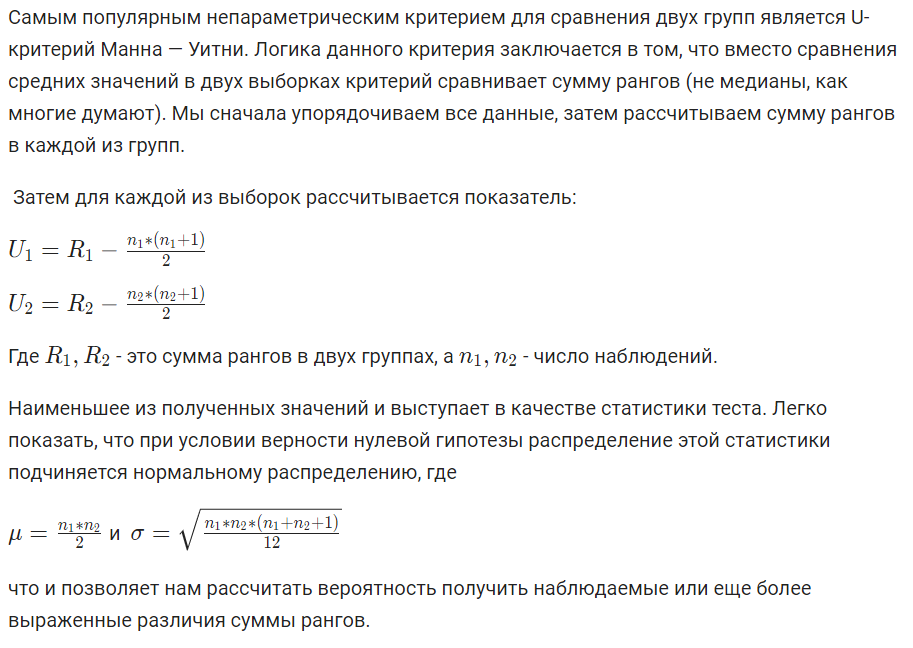 Самым популярным непараметрическим критерием для сравнения двух групп является U-
критерий Манна — Уитни. Логика данного критерия заключается в том, что вместо сравнения
средних значений в двух выборках критерий сравнивает сумму рангов (не медианы, как
многие думают). Мы сначала упорядочиваем все данные, затем рассчитываем сумму рангов
в каждой из групп.
Затем для каждой из выборок рассчитывается показатель:
$U_1 = R_1 - \frac{n_1*(n_1+1)}{2}$
$U_2 = R_2 - \frac{n_2*(n_2+1)}{2}$
Где $R_1, R_2$ - это сумма рангов в двух группах, а $n_1, n_2$ - число наблюдений.
Наименьшее из полученных значений и выступает в качестве статистики теста. Легко
показать, что при условии верности нулевой гипотезы распределение этой статистики
подчиняется нормальному распределению, где
$\mu = \frac{n_1*n_2}{2}$ и $\sigma = \sqrt{\frac{n_1*n_2*(n_1+n_2+1)}{12}}$
что и позволяет нам рассчитать вероятность получить наблюдаемые или еще более
выраженные различия суммы рангов.